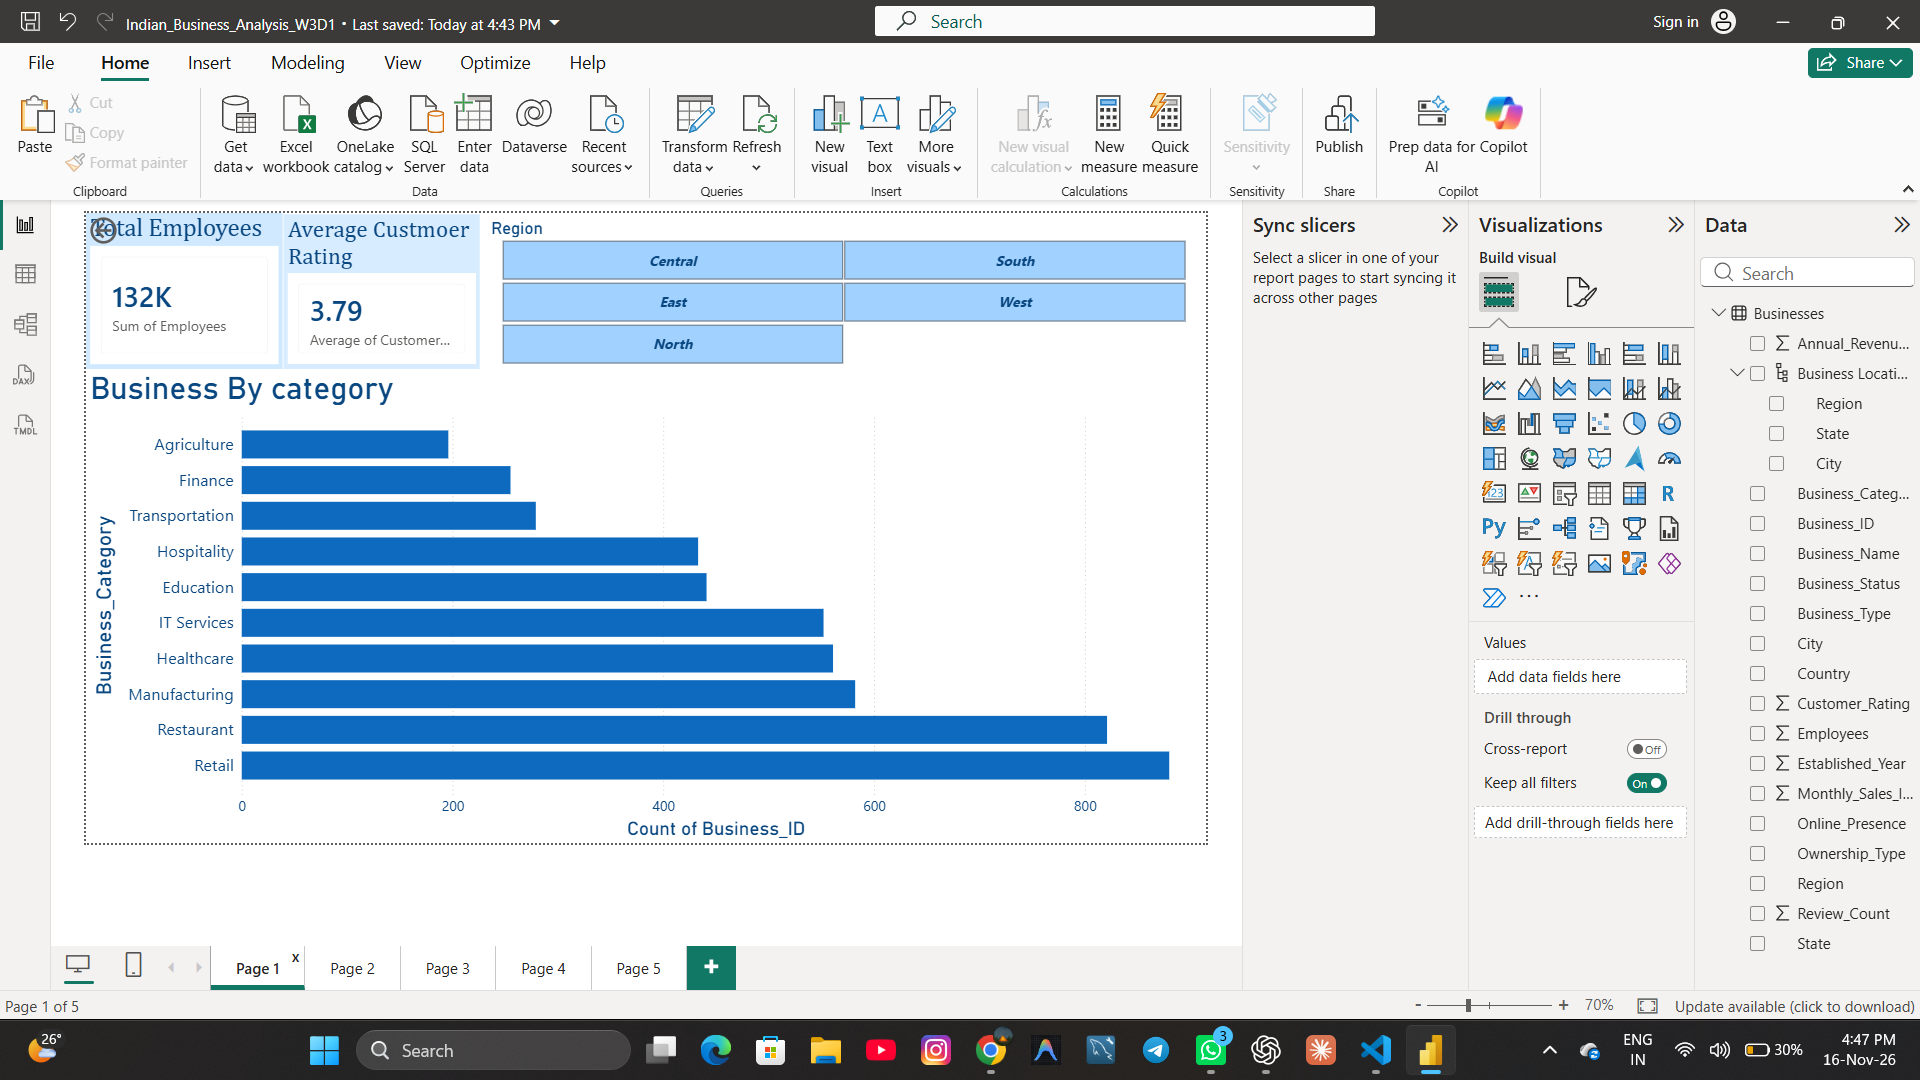 Indian_Business_Analysis_W3D1 • Last saved: Today at 4:43 PM
Search
Sign in
File Home Insert Modeling View Optimize Help
Share
Paste
Cut
Copy
Format painter
Clipboard
Get data
Excel workbook
OneLake catalog
SQL Server
Enter data
Dataverse
Recent sources
Data
Transform data
Refresh
Queries
New visual
Text box
More visuals
Insert
New visual calculation
New measure
Quick measure
Calculations
Sensitivity
Sensitivity
Publish
Share
Prep data for AI
Copilot
Copilot
DAX
TMDL
Total Employees
132K
Sum of Employees
Average Custmoer
Rating
3.79
Average of Customer...
Region
Central
South
East
West
North
Business By category
Business_Category
Agriculture
Finance
Transportation
Hospitality
Education
IT Services
Healthcare
Manufacturing
Restaurant
Retail
0 200 400 600 800
Count of Business_ID
Sync slicers
Select a slicer in one of your
report pages to start syncing it
across other pages
Visualizations
Build visual
123
R
Py
Values
Add data fields here
Drill through
Cross-report
Off
Keep all filters
On
Add drill-through fields here
Data
Search
Businesses
Annual_Revenu...
Business Locati...
Region
State
City
Business_Categ...
Business_ID
Business_Name
Business_Status
Business_Type
City
Country
Customer_Rating
Employees
Established_Year
Monthly_Sales_I...
Online_Presence
Ownership_Type
Region
Review_Count
State
Page 1 x
Page 2
Page 3
Page 4
Page 5
+
Page 1 of 5
- + 70%
Update available (click to download)
26°
Search
3
ENG
IN
30%
4:47 PM
16-Nov-26